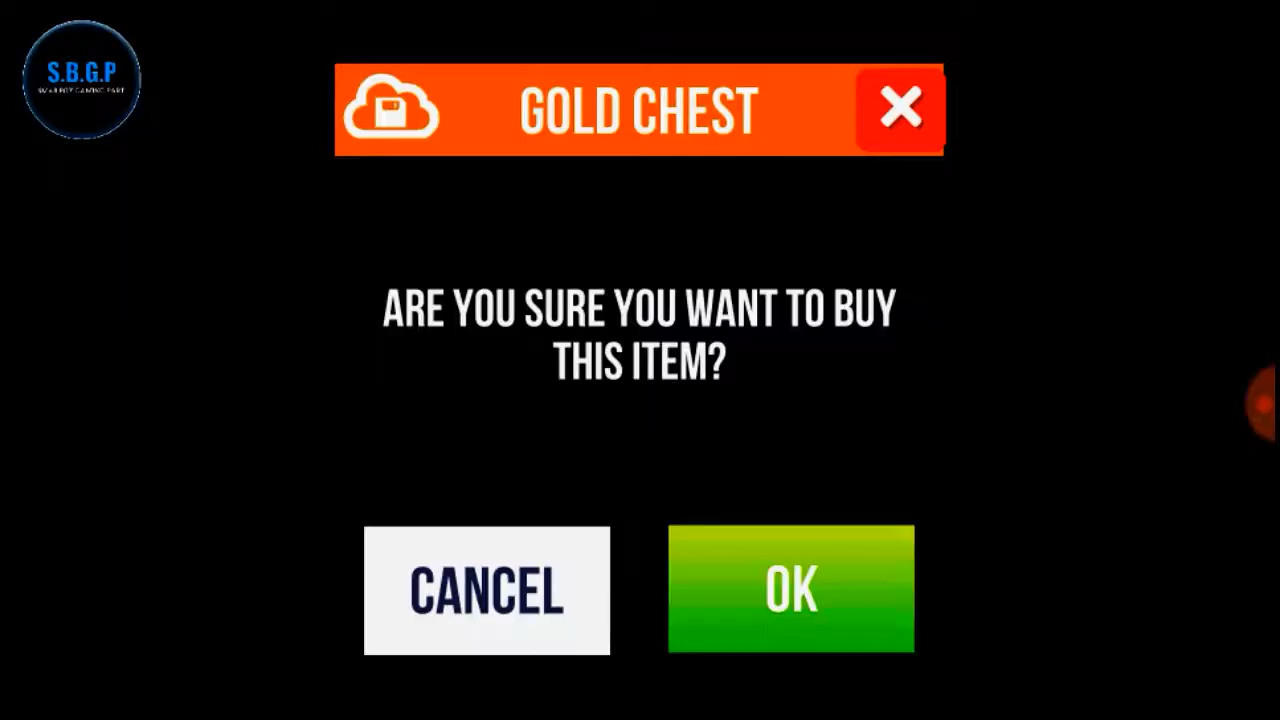 S.B.G.P
GOLD CHEST
ARE YOU SURE YOU WANT TO BUY
THIS ITEM?
CANCEL
OK